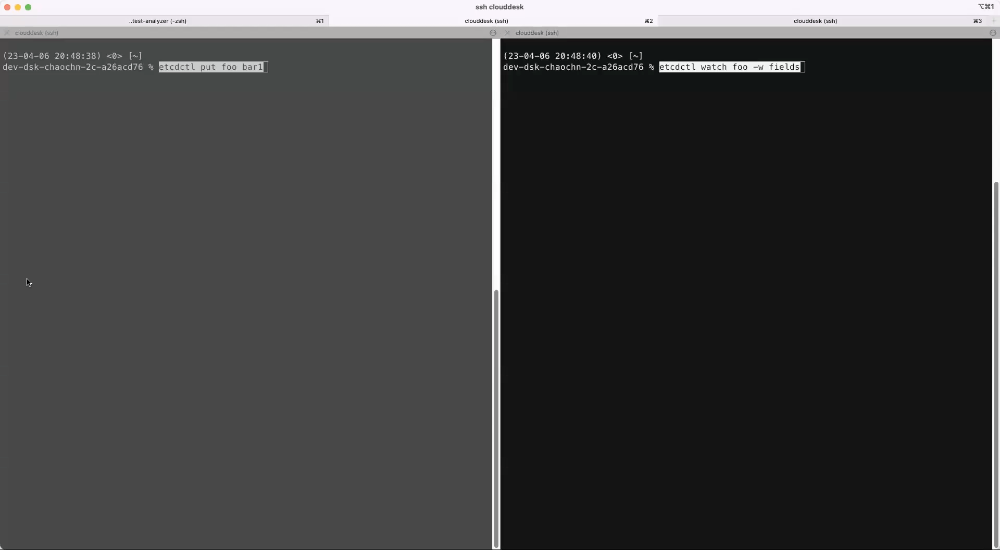 ssh clouddesk
⌥⌘1
..test-analyzer (-zsh) ⌘1
clouddesk (ssh) ⌘2
clouddesk (ssh) ⌘3
clouddesk (ssh)
(23-04-06 20:48:38) <0> [~]
dev-dsk-chaochn-2c-a26acd76 % etcdctl put foo bar1
clouddesk (ssh)
(23-04-06 20:48:40) <0> [~]
dev-dsk-chaochn-2c-a26acd76 % etcdctl watch foo -w fields